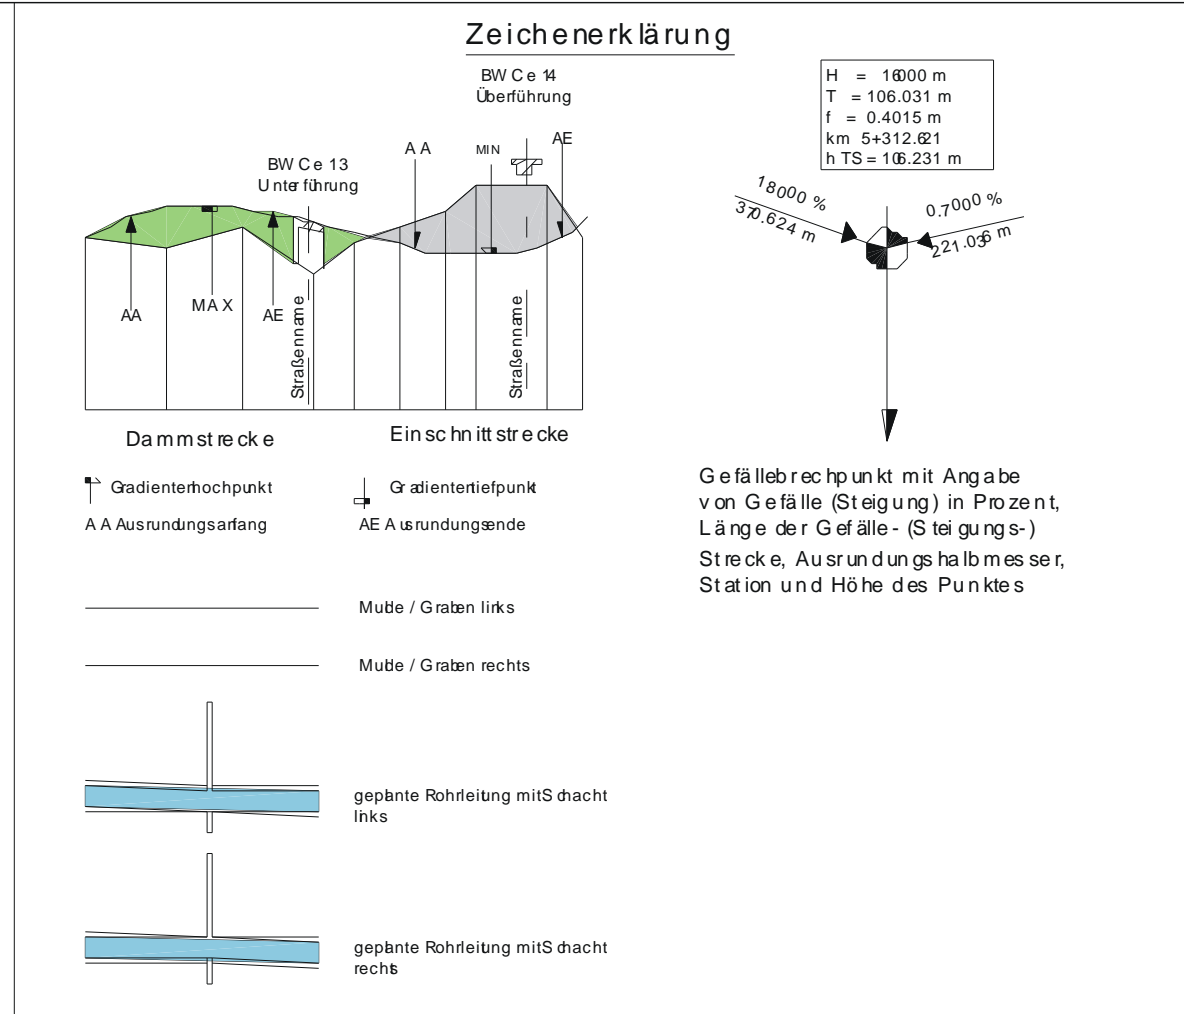 Zeichenerklärung
BW Ce 14
Überführung
H = 16000 m
T = 106.031 m
f = 0.4015 m
km 5+312.621
h TS = 106.231 m
AA
MIN
AE
BW Ce 13
Unterführung
18000 %
370.624 m
0.7000 %
221.036 m
AA
MAX
AE
Straßenname
Straßenname
Dammstrecke
Einschnittstrecke
Gradientenhochpunkt
Gradiententiefpunkt
AA Ausrundungsanfang
AE Ausrundungsende
Gefällebrechpunkt mit Angabe
von Gefälle (Steigung) in Prozent,
Länge der Gefälle- (Steigungs-)
Strecke, Ausrundungshalbmesser,
Station und Höhe des Punktes
Mulde / Graben links
Mulde / Graben rechts
geplante Rohrleitung mit Schacht
links
geplante Rohrleitung mit Schacht
rechts